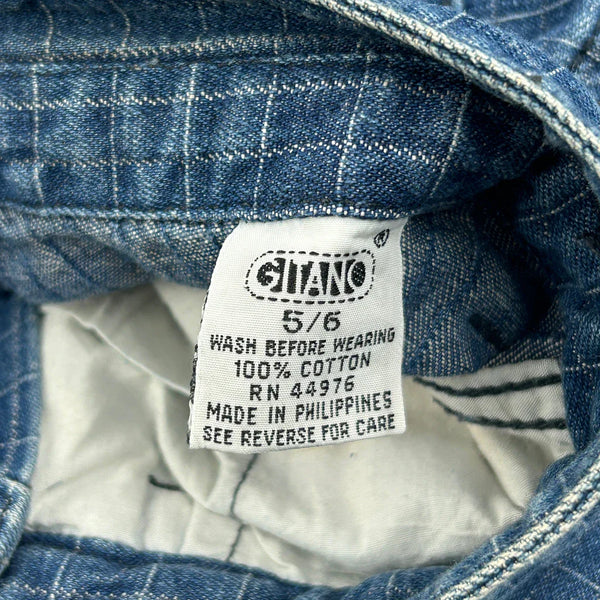 GITANO ®
5/6
WASH BEFORE WEARING
100% COTTON
RN 44976
MADE IN PHILIPPINES
SEE REVERSE FOR CARE